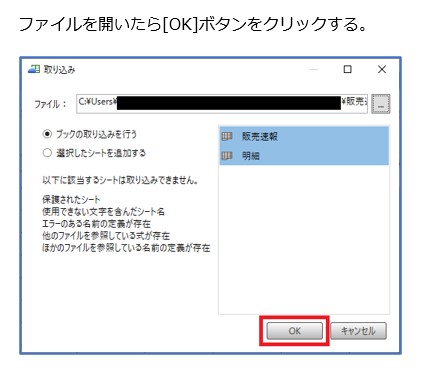 ファイルを開いたら[OK]ボタンをクリックする。
取り込み
ファイル： C:¥Users¥ ¥販売 ...
ブックの取り込みを行う
選択したシートを追加する
以下に該当するシートは取り込みできません。
保護されたシート
使用できない文字を含んだシート名
エラーのある名前の定義が存在
他のファイルを参照している式が存在
ほかのファイルを参照している名前の定義が存在
販売速報
明細
OK キャンセル